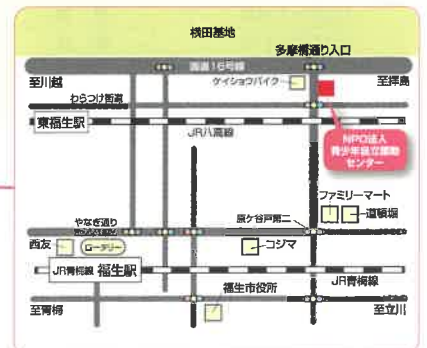 横田基地
多摩橋通り入口
国道16号線
至川越
ケイショウバイク
至拝島
わらつけ街道
東福生駅
JR八高線
NPO法人
青少年自立援助
センター
ファミリーマート
道頓堀
やなぎ通り
原ケ谷戸第二
西友
ロータリー
コジマ
JR青梅線 福生駅
JR青梅線
福生市役所
至青梅
至立川